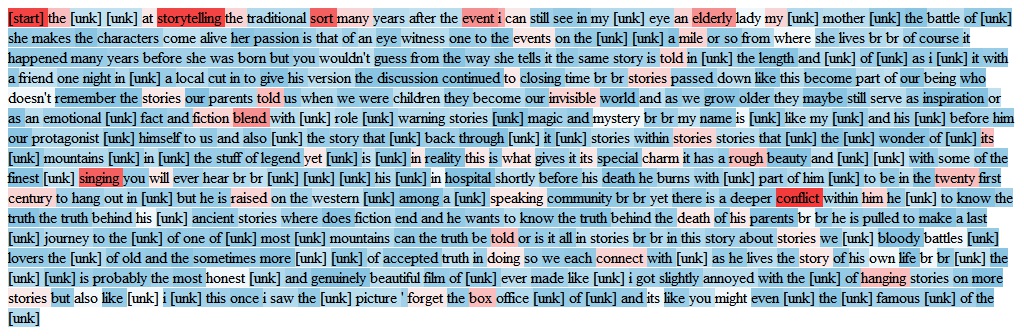 [start] the [unk] [unk] at storytelling the traditional sort many years after the event i can still see in my [unk] eye an elderly lady my [unk] mother [unk] the battle of [unk]
she makes the characters come alive her passion is that of an eye witness one to the events on the [unk] [unk] a mile or so from where she lives br br of course it
happened many years before she was born but you wouldn't guess from the way she tells it the same story is told in [unk] the length and [unk] of [unk] as i [unk] it with
a friend one night in [unk] a local cut in to give his version the discussion continued to closing time br br stories passed down like this become part of our being who
doesn't remember the stories our parents told us when we were children they become our invisible world and as we grow older they maybe still serve as inspiration or
as an emotional [unk] fact and fiction blend with [unk] role [unk] warning stories [unk] magic and mystery br br my name is [unk] like my [unk] and his [unk] before him
our protagonist [unk] himself to us and also [unk] the story that [unk] back through [unk] it [unk] stories within stories stories that [unk] the [unk] wonder of [unk] its
[unk] mountains [unk] in [unk] the stuff of legend yet [unk] is [unk] in reality this is what gives it its special charm it has a rough beauty and [unk] [unk] with some of the
finest [unk] singing you will ever hear br br [unk] [unk] [unk] his [unk] in hospital shortly before his death he burns with [unk] part of him [unk] to be in the twenty first
century to hang out in [unk] but he is raised on the western [unk] among a [unk] speaking community br br yet there is a deeper conflict within him he [unk] to know the
truth the truth behind his [unk] ancient stories where does fiction end and he wants to know the truth behind the death of his parents br br he is pulled to make a last
[unk] journey to the [unk] of one of [unk] most [unk] mountains can the truth be told or is it all in stories br br in this story about stories we [unk] bloody battles [unk]
lovers the [unk] of old and the sometimes more [unk] [unk] of accepted truth in doing so we each connect with [unk] as he lives the story of his own life br br [unk] the
[unk] [unk] is probably the most honest [unk] and genuinely beautiful film of [unk] ever made like [unk] i got slightly annoyed with the [unk] of hanging stories on more
stories but also like [unk] i [unk] this once i saw the [unk] picture ' forget the box office [unk] of [unk] and its like you might even [unk] the [unk] famous [unk] of the
[unk]